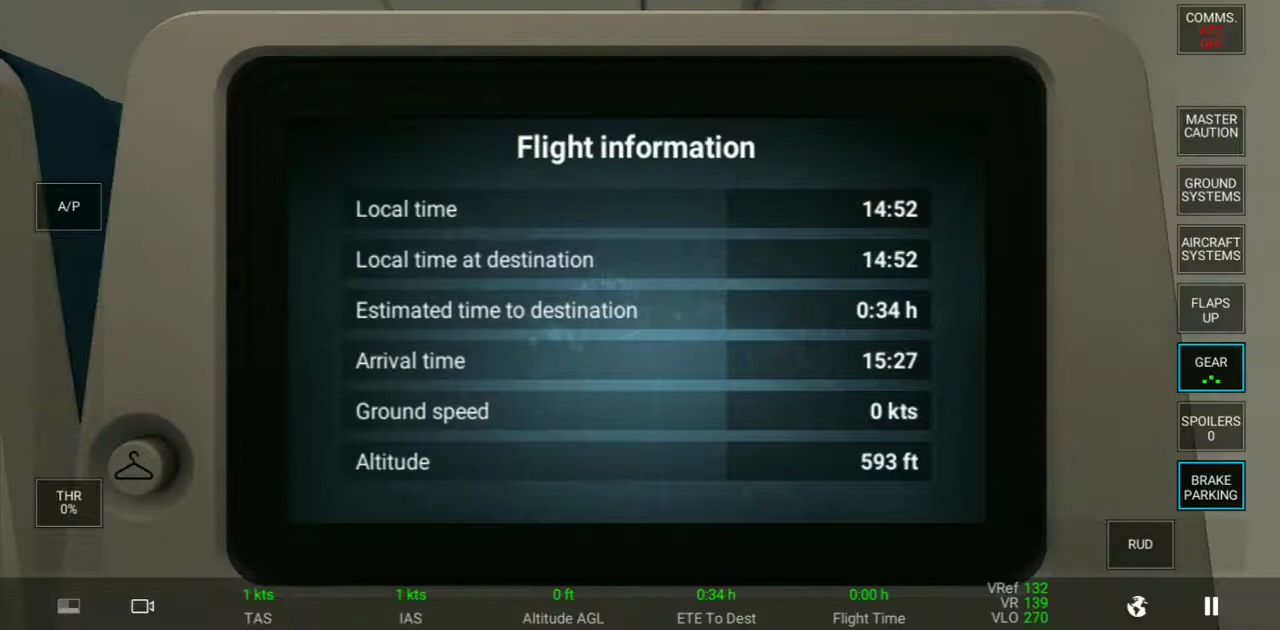 COMMS.
MASTER
CAUTION
GROUND
SYSTEMS
A/P
AIRCRAFT
SYSTEMS
FLAPS
UP
GEAR
SPOILERS
0
BRAKE
PARKING
THR
0%
RUD
Flight information
Local time 14:52
Local time at destination 14:52
Estimated time to destination 0:34 h
Arrival time 15:27
Ground speed 0 kts
Altitude 593 ft
1 kts 1 kts 0 ft 0:34 h 0:00 h
TAS IAS Altitude AGL ETE To Dest Flight Time
VRef 132
VR 139
VLO 270